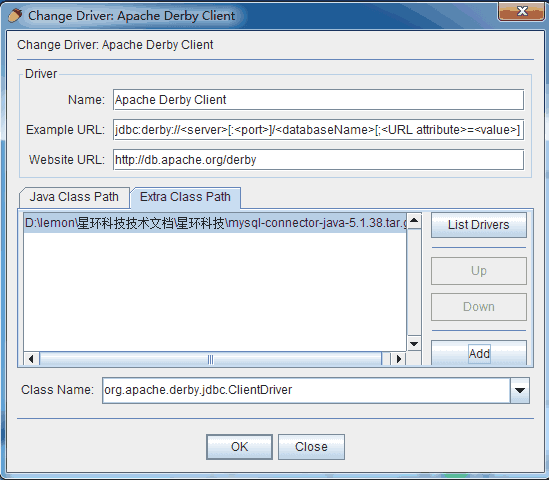 Change Driver: Apache Derby Client
Change Driver: Apache Derby Client
Driver
Name: Apache Derby Client
Example URL: jdbc:derby://<server>[:<port>]/<databaseName>[;<URL attribute>=<value>]
Website URL: http://db.apache.org/derby
Java Class Path Extra Class Path
D:\lemon\星环科技技术文档\星环科技\mysql-connector-java-5.1.38.tar.g
List Drivers
Up
Down
Add
Class Name: org.apache.derby.jdbc.ClientDriver
OK Close